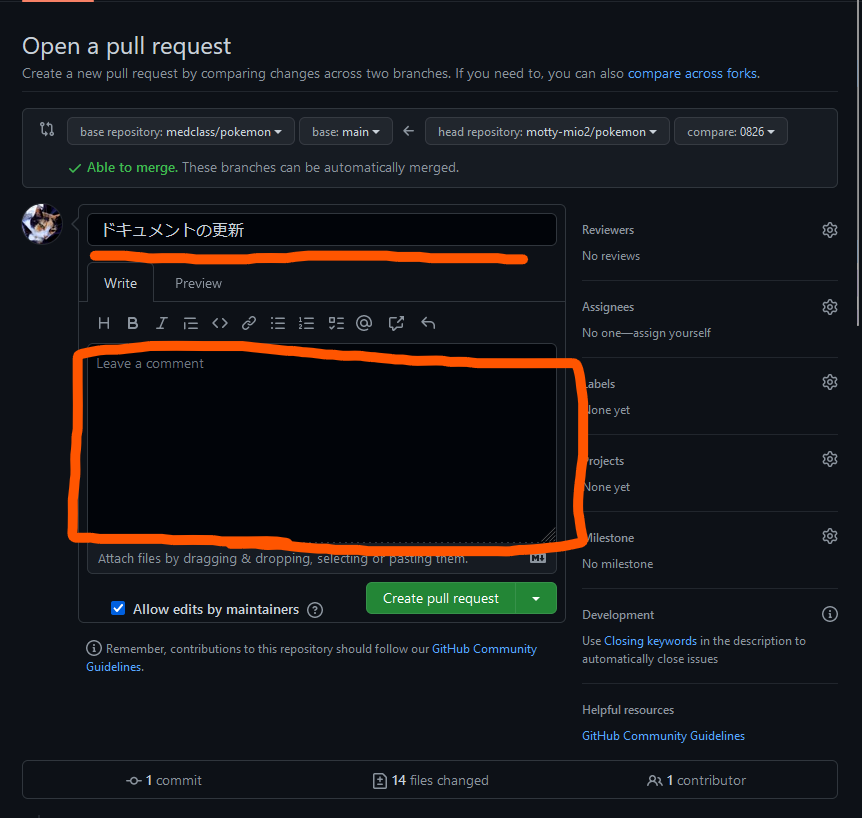 Open a pull request
Create a new pull request by comparing changes across two branches. If you need to, you can also compare across forks.
base repository: medclass/pokemon
base: main
head repository: motty-mio2/pokemon
compare: 0826
Able to merge. These branches can be automatically merged.
ドキュメントの更新
Write
Preview
Leave a comment
Attach files by dragging & dropping, selecting or pasting them.
Allow edits by maintainers
Create pull request
Remember, contributions to this repository should follow our GitHub Community
Guidelines.
Reviewers
No reviews
Assignees
No one—assign yourself
Labels
None yet
Projects
None yet
Milestone
No milestone
Development
Use Closing keywords in the description to
automatically close issues
Helpful resources
GitHub Community Guidelines
1 commit
14 files changed
1 contributor